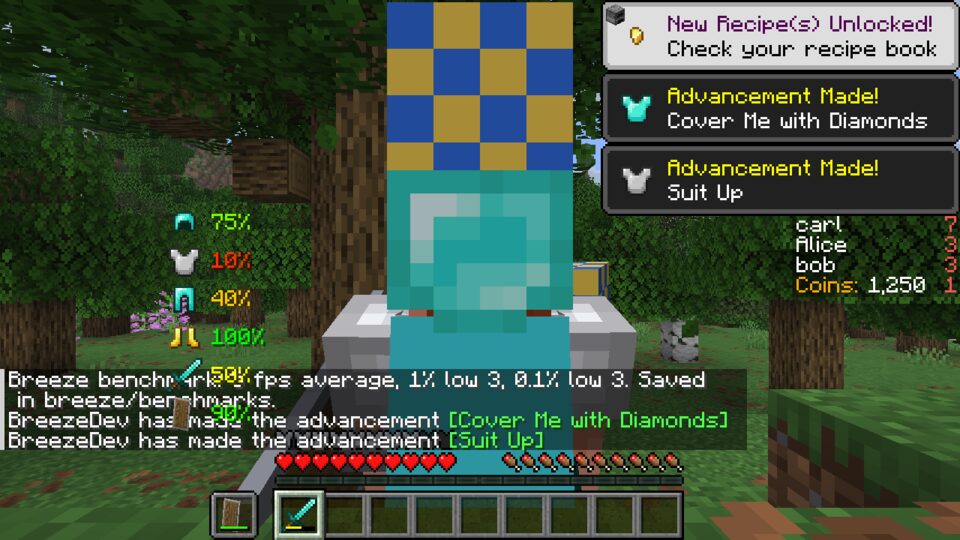 New Recipe(s) Unlocked!
Check your recipe book
Advancement Made!
Cover Me with Diamonds
Advancement Made!
Suit Up
carl 7
Alice 3
bob 3
Coins: 1,250 1
75%
10%
40%
100%
50%
90%
Breeze benchmark: fps average, 1% low 3, 0.1% low 3. Saved
in breeze/benchmarks.
BreezeDev has made the advancement [Cover Me with Diamonds]
BreezeDev has made the advancement [Suit Up]